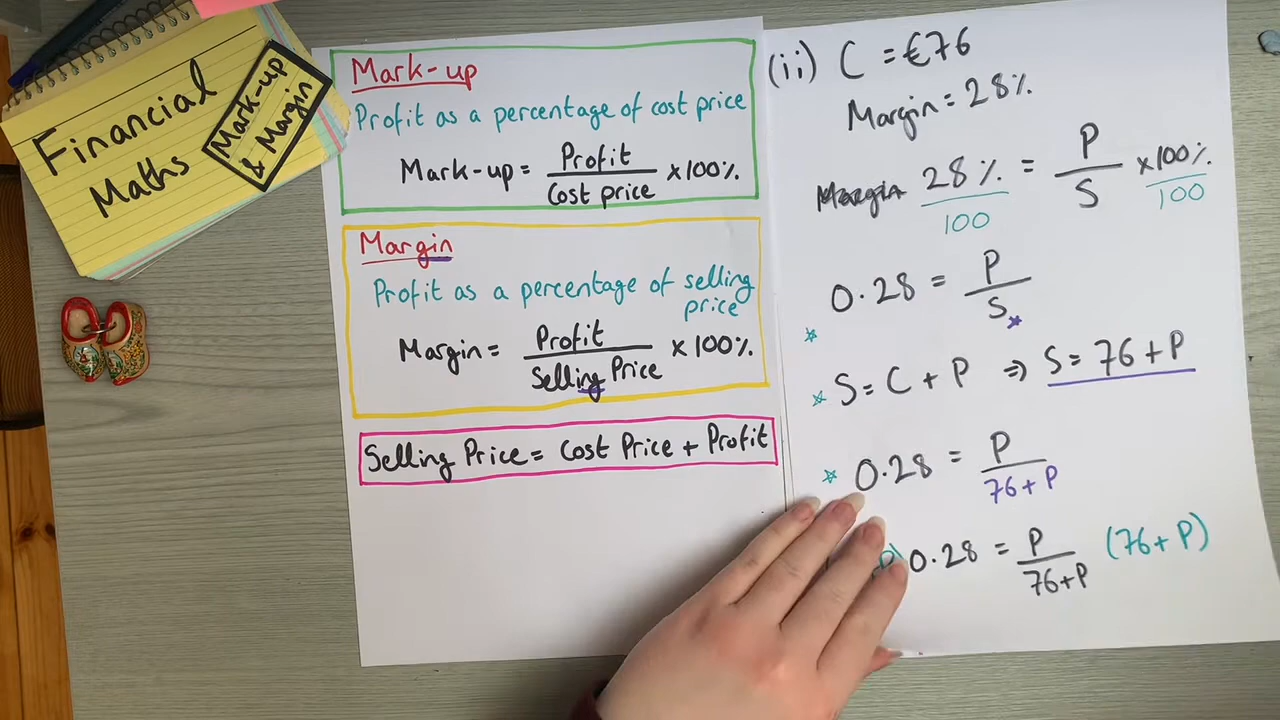 Financial
Maths
Mark-up
& Margin
Mark-up
Profit as a percentage of cost price
Mark-up = Profit / Cost price ×100%
Margin
Profit as a percentage of selling
price
Margin = Profit / Selling Price × 100%
Selling Price = Cost Price + Profit
(ii) C = €76
Margin = 28%
Margin 28% / 100 = P / S × 100% / 100
0.28 = P / S *
*
* S = C + P ⇒ S = 76 + P
* 0.28 = P / 76 + P
P) 0.28 = P / 76+P (76+ P)